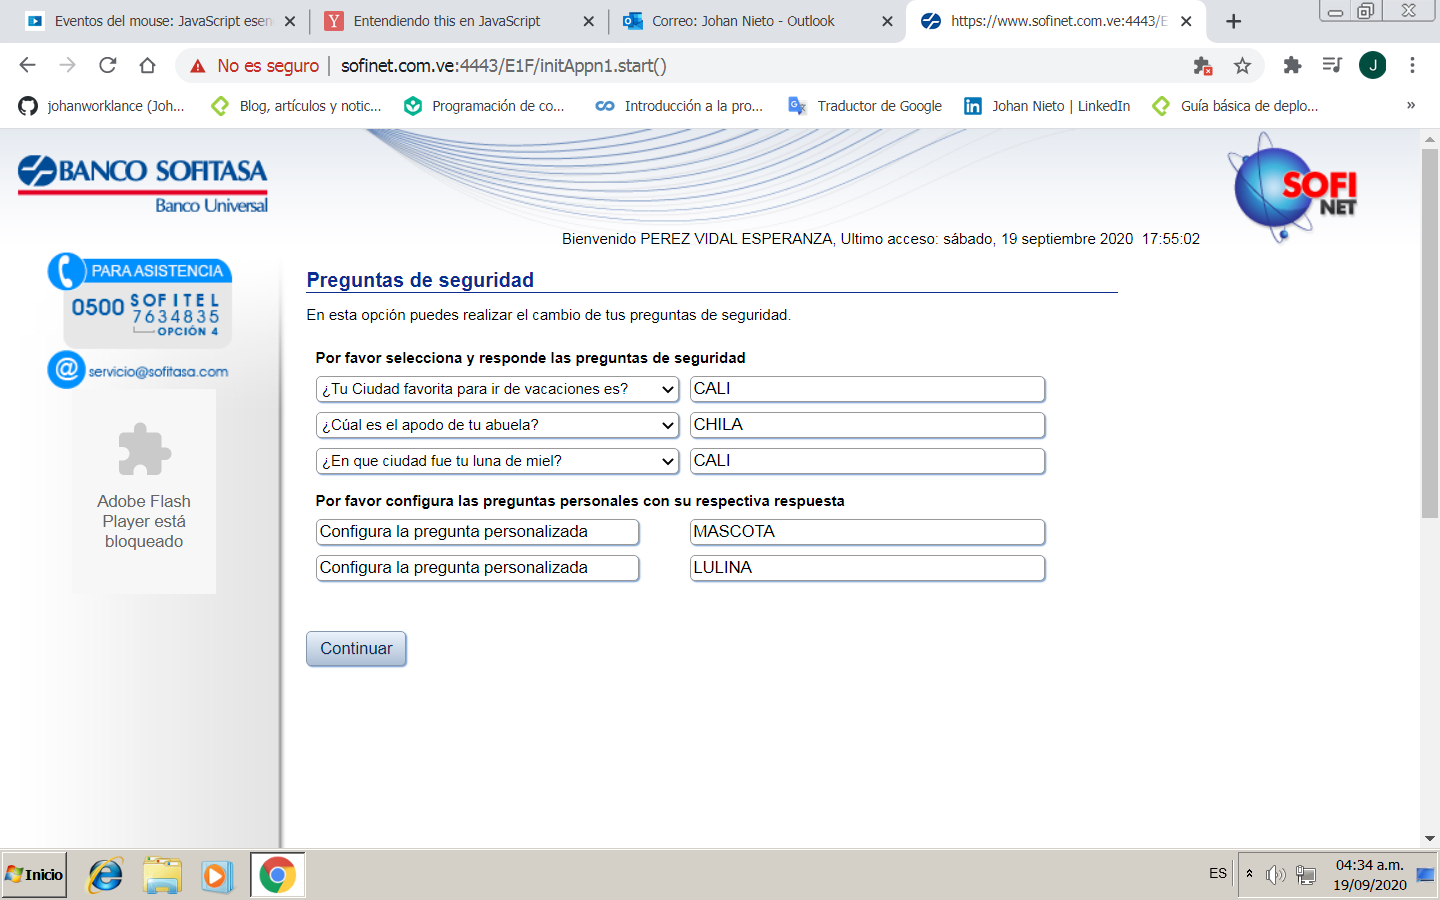 Eventos del mouse: JavaScript esen
Entendiendo this en JavaScript
Correo: Johan Nieto - Outlook
https://www.sofinet.com.ve:4443/E
No es seguro | sofinet.com.ve:4443/E1F/initAppn1.start()
J
johanworklance (Joh...
Blog, artículos y notic...
Programación de co...
Introducción a la pro...
Traductor de Google
Johan Nieto | LinkedIn
Guía básica de deplo...
»
BANCO SOFITASA
Banco Universal
SOFI
NET
Bienvenido PEREZ VIDAL ESPERANZA, Ultimo acceso: sábado, 19 septiembre 2020 17:55:02
PARA ASISTENCIA
0500 SOFITEL
7634835
OPCIÓN 4
@ servicio@sofitasa.com
Adobe Flash
Player está
bloqueado
Preguntas de seguridad
En esta opción puedes realizar el cambio de tus preguntas de seguridad.
Por favor selecciona y responde las preguntas de seguridad
¿Tu Ciudad favorita para ir de vacaciones es? CALI
¿Cúal es el apodo de tu abuela? CHILA
¿En que ciudad fue tu luna de miel? CALI
Por favor configura las preguntas personales con su respectiva respuesta
Configura la pregunta personalizada MASCOTA
Configura la pregunta personalizada LULINA
Continuar
Inicio
ES
04:34 a.m.
19/09/2020